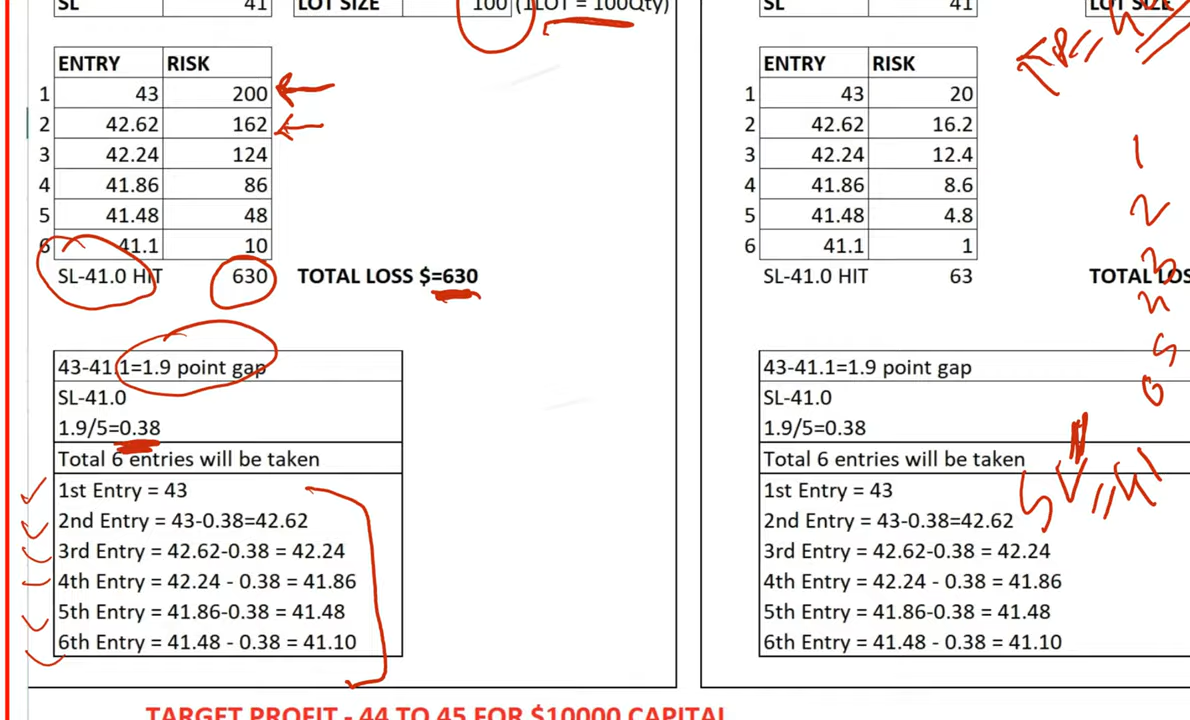 SL 41 LOT SIZE 100 (1LOT = 100Qty)
ENTRY RISK
1 43 200
2 42.62 162
3 42.24 124
4 41.86 86
5 41.48 48
6 41.1 10
SL-41.0 HIT 630 TOTAL LOSS $=630
43-41.1=1.9 point gap
SL-41.0
1.9/5=0.38
Total 6 entries will be taken
1st Entry = 43
2nd Entry = 43-0.38=42.62
3rd Entry = 42.62-0.38 = 42.24
4th Entry = 42.24 - 0.38 = 41.86
5th Entry = 41.86-0.38 = 41.48
6th Entry = 41.48 - 0.38 = 41.10
SL 41 LOT SIZE
ENTRY RISK
1 43 20
2 42.62 16.2
3 42.24 12.4
4 41.86 8.6
5 41.48 4.8
6 41.1 1
SL-41.0 HIT 63 TOTAL LOS
43-41.1=1.9 point gap
SL-41.0
1.9/5=0.38
Total 6 entries will be taken
1st Entry = 43
2nd Entry = 43-0.38=42.62
3rd Entry = 42.62-0.38 = 42.24
4th Entry = 42.24 - 0.38 = 41.86
5th Entry = 41.86-0.38 = 41.48
6th Entry = 41.48 - 0.38 = 41.10
1
2
3
4
5
6
TARGET PROFIT - 44 TO 45 FOR $10000 CAPITAL